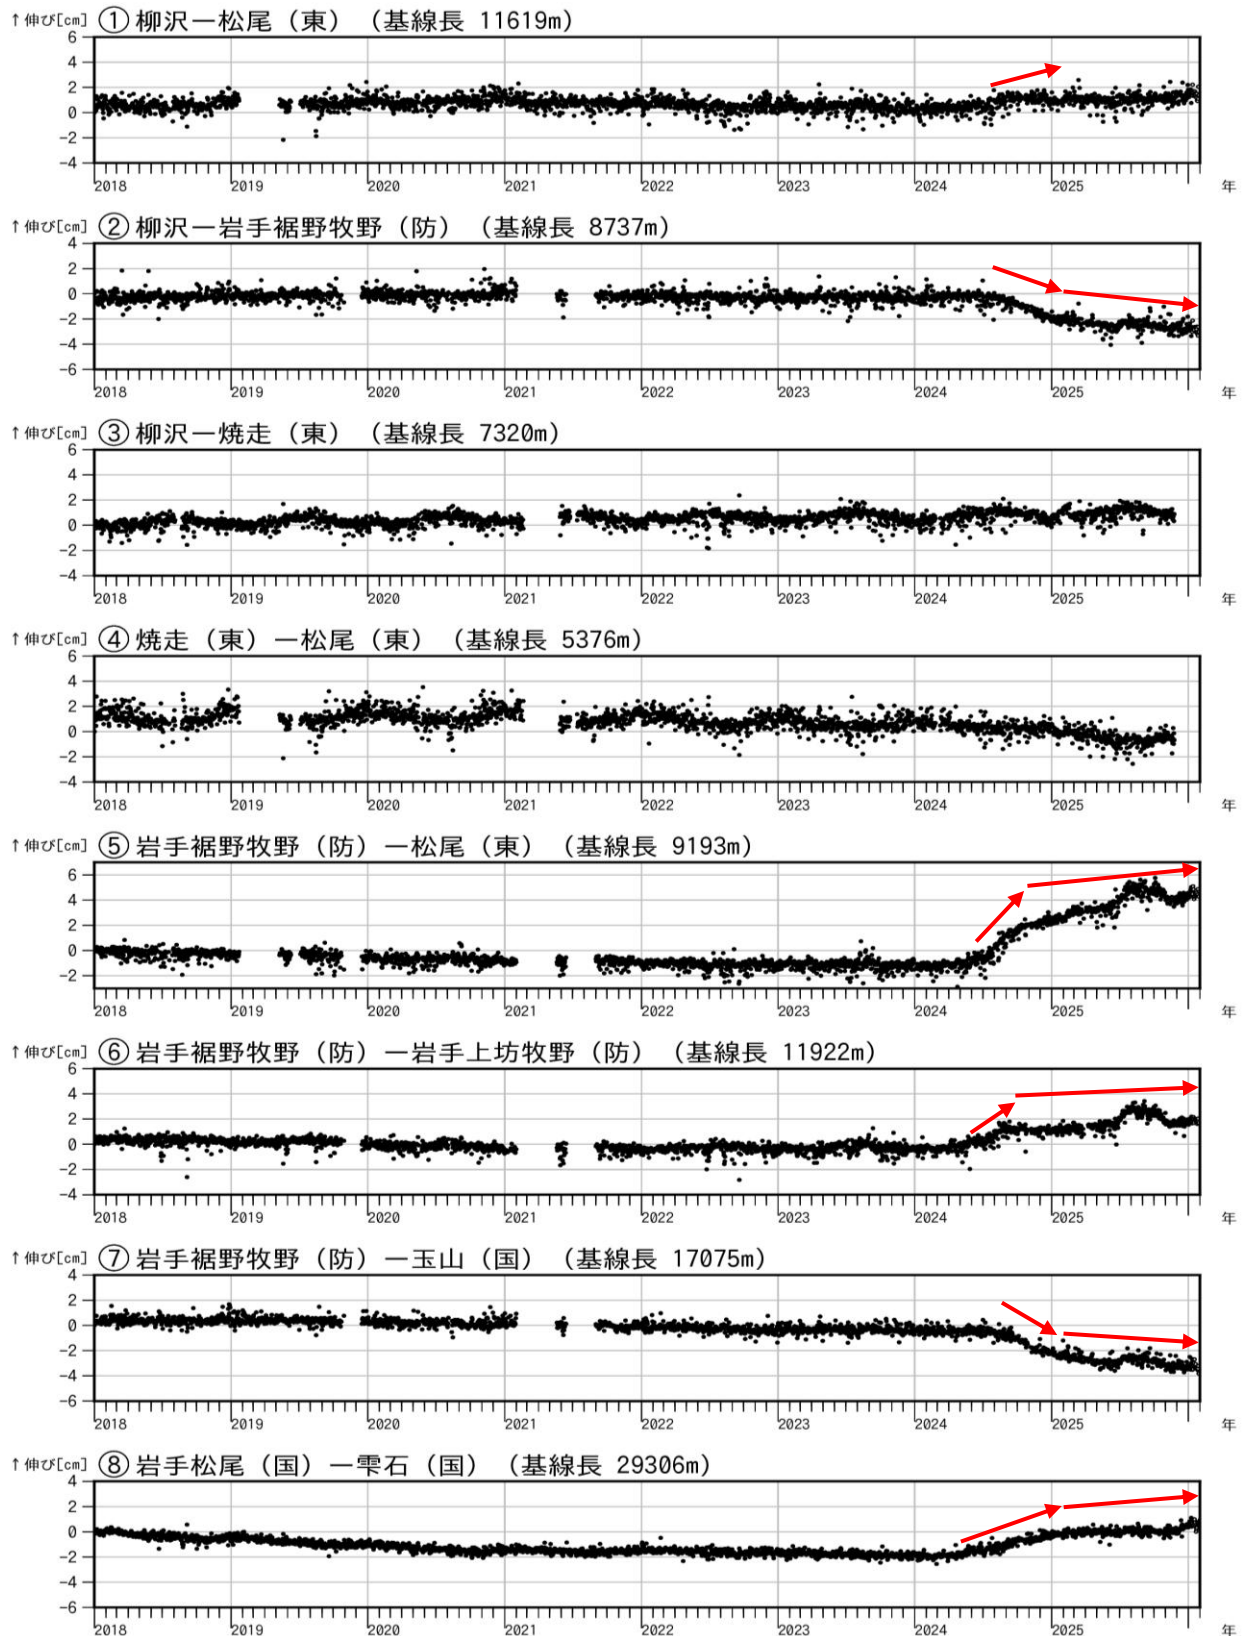 ↑伸び[cm] ①柳沢－松尾（東）（基線長 11619m）
6
4
2
0
-2
-4
2018 2019 2020 2021 2022 2023 2024 2025 年
↑伸び[cm] ②柳沢－岩手裾野牧野（防）（基線長 8737m）
4
2
0
-2
-4
-6
2018 2019 2020 2021 2022 2023 2024 2025 年
↑伸び[cm] ③柳沢－焼走（東）（基線長 7320m）
6
4
2
0
-2
-4
2018 2019 2020 2021 2022 2023 2024 2025 年
↑伸び[cm] ④焼走（東）－松尾（東）（基線長 5376m）
6
4
2
0
-2
-4
2018 2019 2020 2021 2022 2023 2024 2025 年
↑伸び[cm] ⑤岩手裾野牧野（防）－松尾（東）（基線長 9193m）
6
4
2
0
-2
2018 2019 2020 2021 2022 2023 2024 2025 年
↑伸び[cm] ⑥岩手裾野牧野（防）－岩手上坊牧野（防）（基線長 11922m）
6
4
2
0
-2
-4
2018 2019 2020 2021 2022 2023 2024 2025 年
↑伸び[cm] ⑦岩手裾野牧野（防）－玉山（国）（基線長 17075m）
4
2
0
-2
-4
-6
2018 2019 2020 2021 2022 2023 2024 2025 年
↑伸び[cm] ⑧岩手松尾（国）－雫石（国）（基線長 29306m）
4
2
0
-2
-4
-6
2018 2019 2020 2021 2022 2023 2024 2025 年